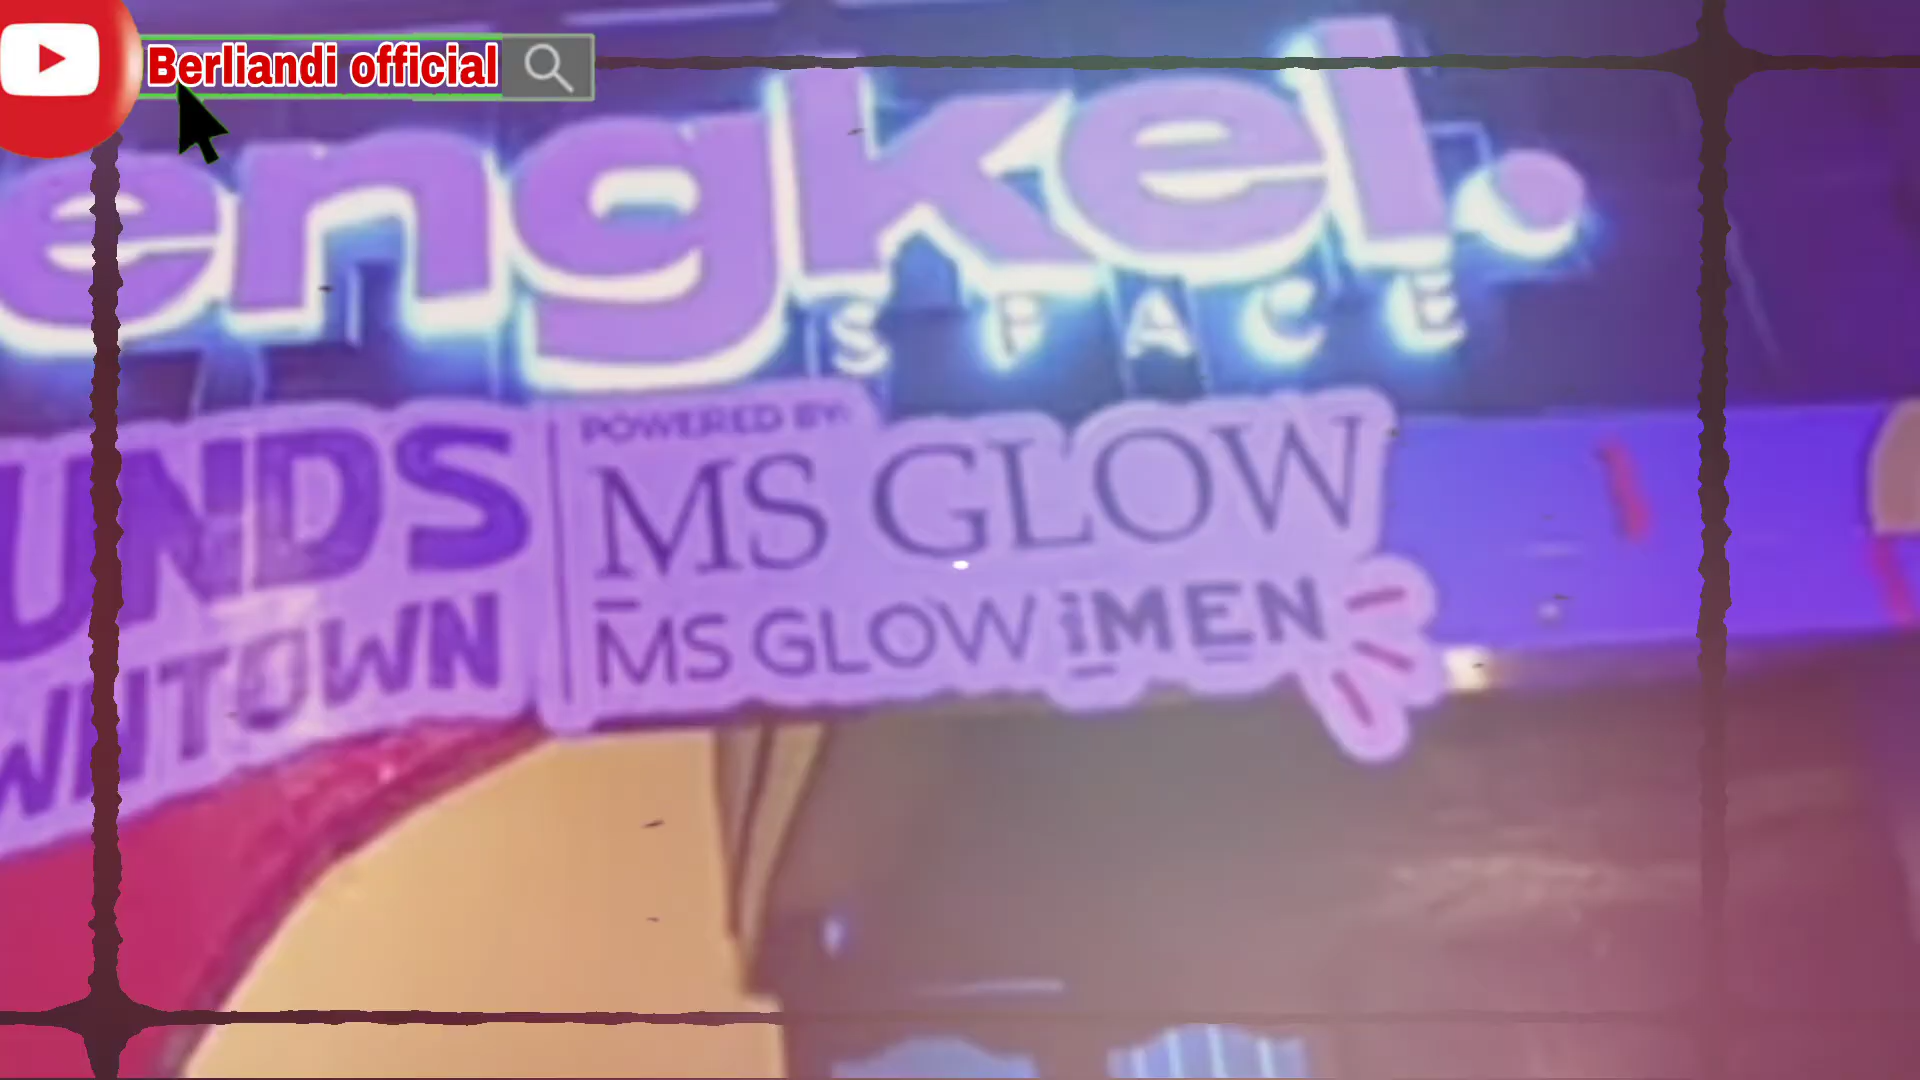 Berliandi official
engkel.
SPACE
POWERED BY:
UNDS
MS GLOW
MS GLOW iMEN
WNTOWN